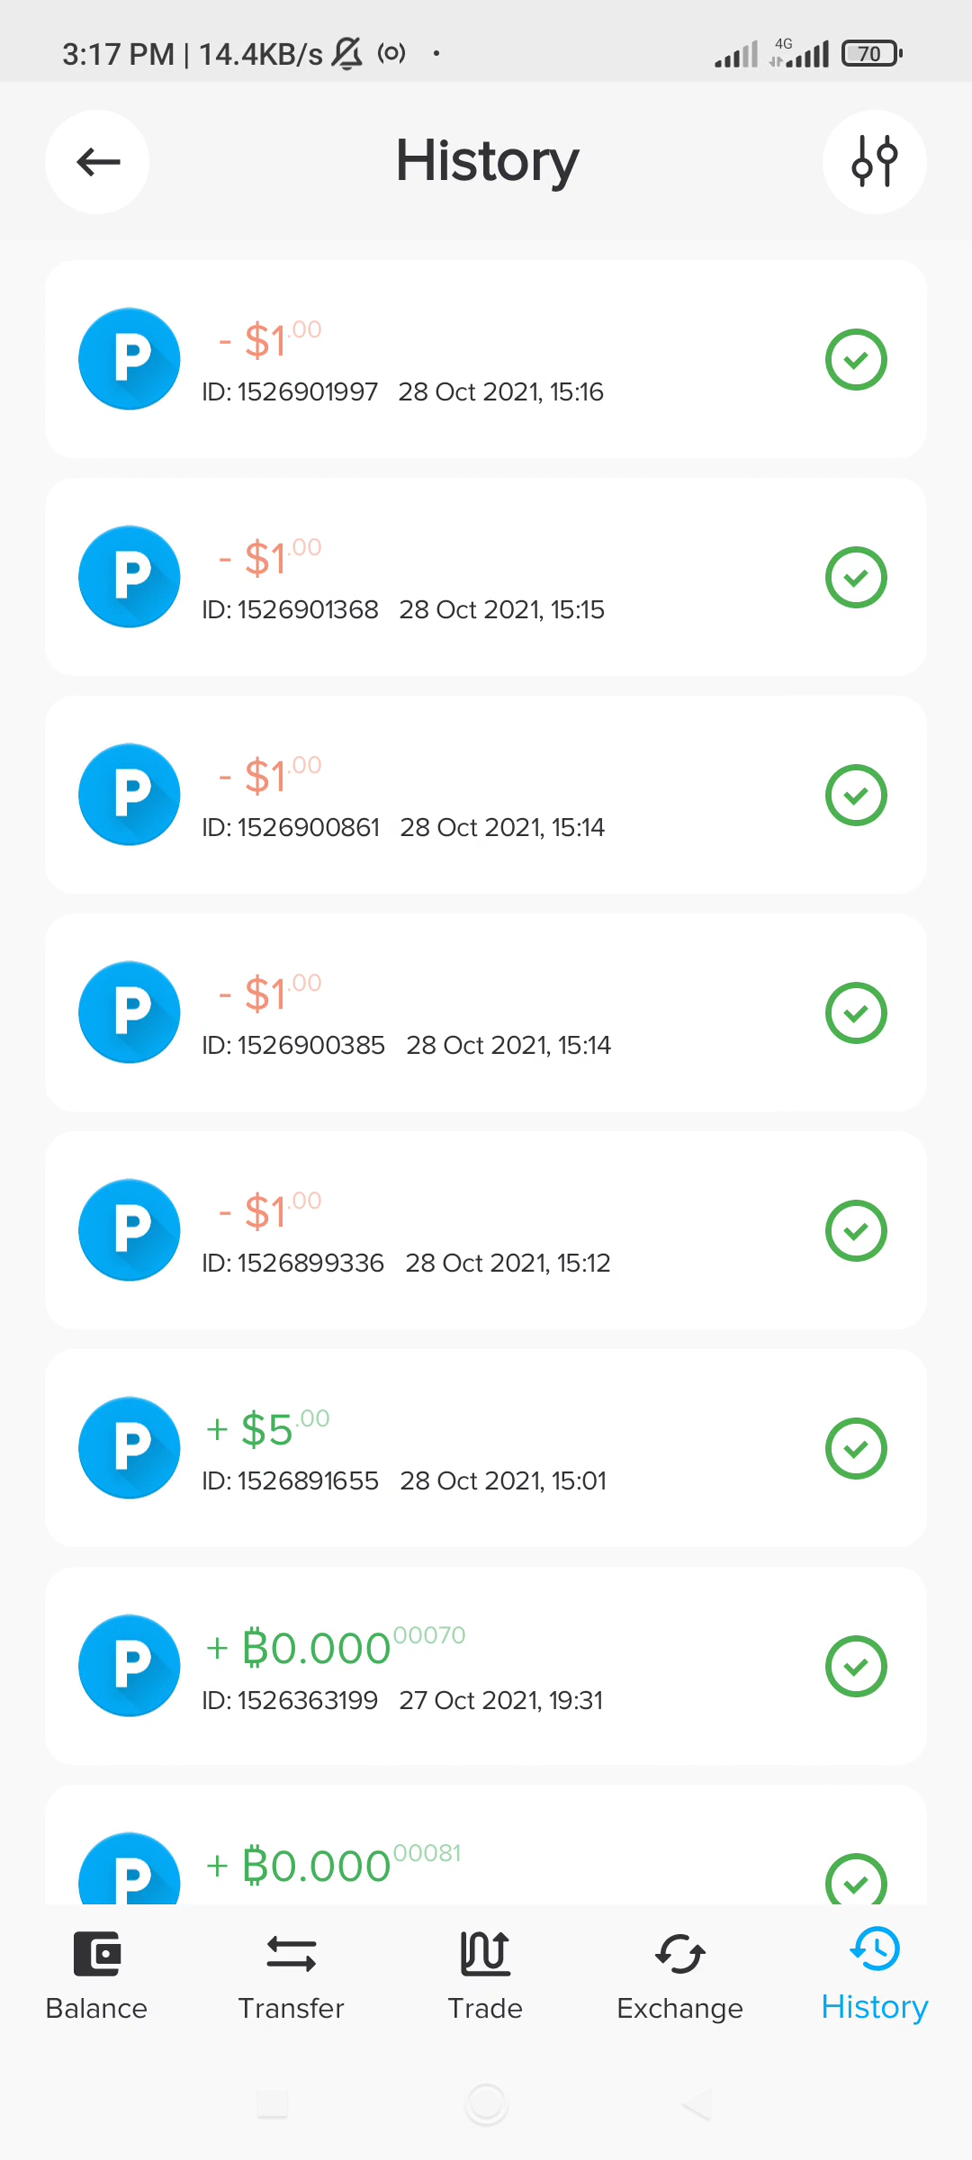 3:17 PM | 14.4KB/s 4G 70
History
P - $1.00
ID: 1526901997 28 Oct 2021, 15:16
P - $1.00
ID: 1526901368 28 Oct 2021, 15:15
P - $1.00
ID: 1526900861 28 Oct 2021, 15:14
P - $1.00
ID: 1526900385 28 Oct 2021, 15:14
P - $1.00
ID: 1526899336 28 Oct 2021, 15:12
P + $5.00
ID: 1526891655 28 Oct 2021, 15:01
P + ₿0.00000070
ID: 1526363199 27 Oct 2021, 19:31
P + ₿0.00000081
Balance Transfer Trade Exchange History